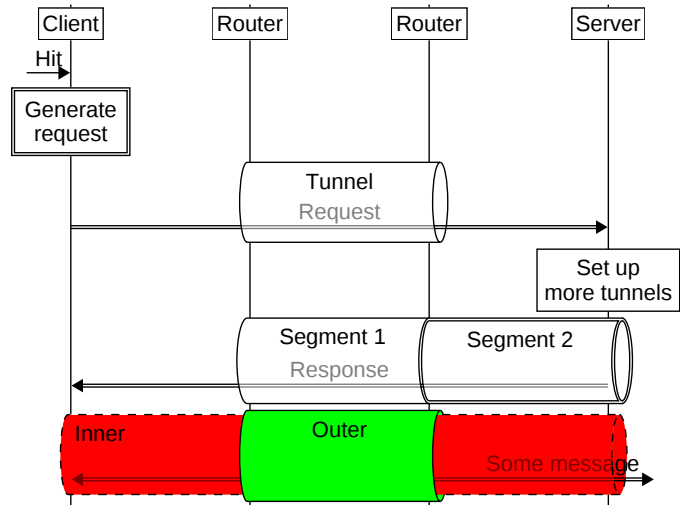 Client
Router
Router
Server
Hit
Generate
request
Tunnel
Request
Set up
more tunnels
Segment 1
Segment 2
Response
Inner
Outer
Some message